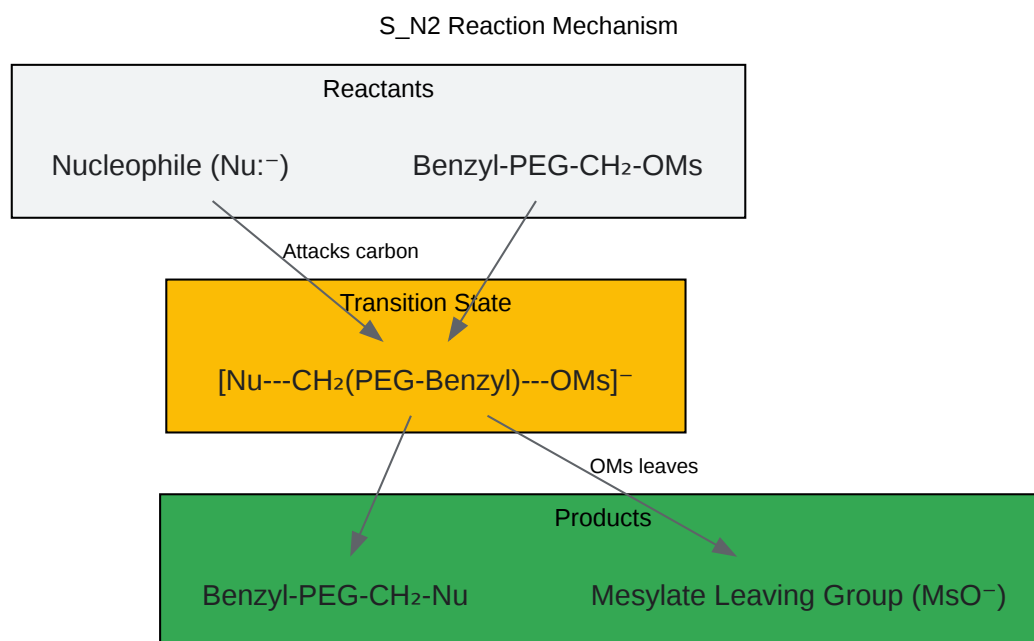 S_N2 Reaction Mechanism
Reactants
Nucleophile (Nu:⁻)
Benzyl-PEG-CH₂-OMs
Attacks carbon
Transition State
[Nu---CH₂(PEG-Benzyl)---OMs]⁻
OMs leaves
Products
Benzyl-PEG-CH₂-Nu
Mesylate Leaving Group (MsO⁻)